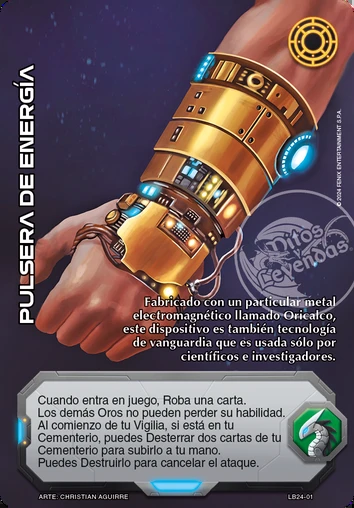 PULSERA DE ENERGÍA
© 2024 FENIX ENTERTAINMENT S.P.A.
Mitos y
Leyendas
Fabricado con un particular metal
electromagnético llamado Oricalco,
este dispositivo es también tecnología
de vanguardia que es usada sólo por
científicos e investigadores.
Cuando entra en juego, Roba una carta.
Los demás Oros no pueden perder su habilidad.
Al comienzo de tu Vigilia, si está en tu
Cementerio, puedes Desterrar dos cartas de tu
Cementerio para subirlo a tu mano.
Puedes Destruirlo para cancelar el ataque.
ARTE: CHRISTIAN AGUIRRE
LB24-01